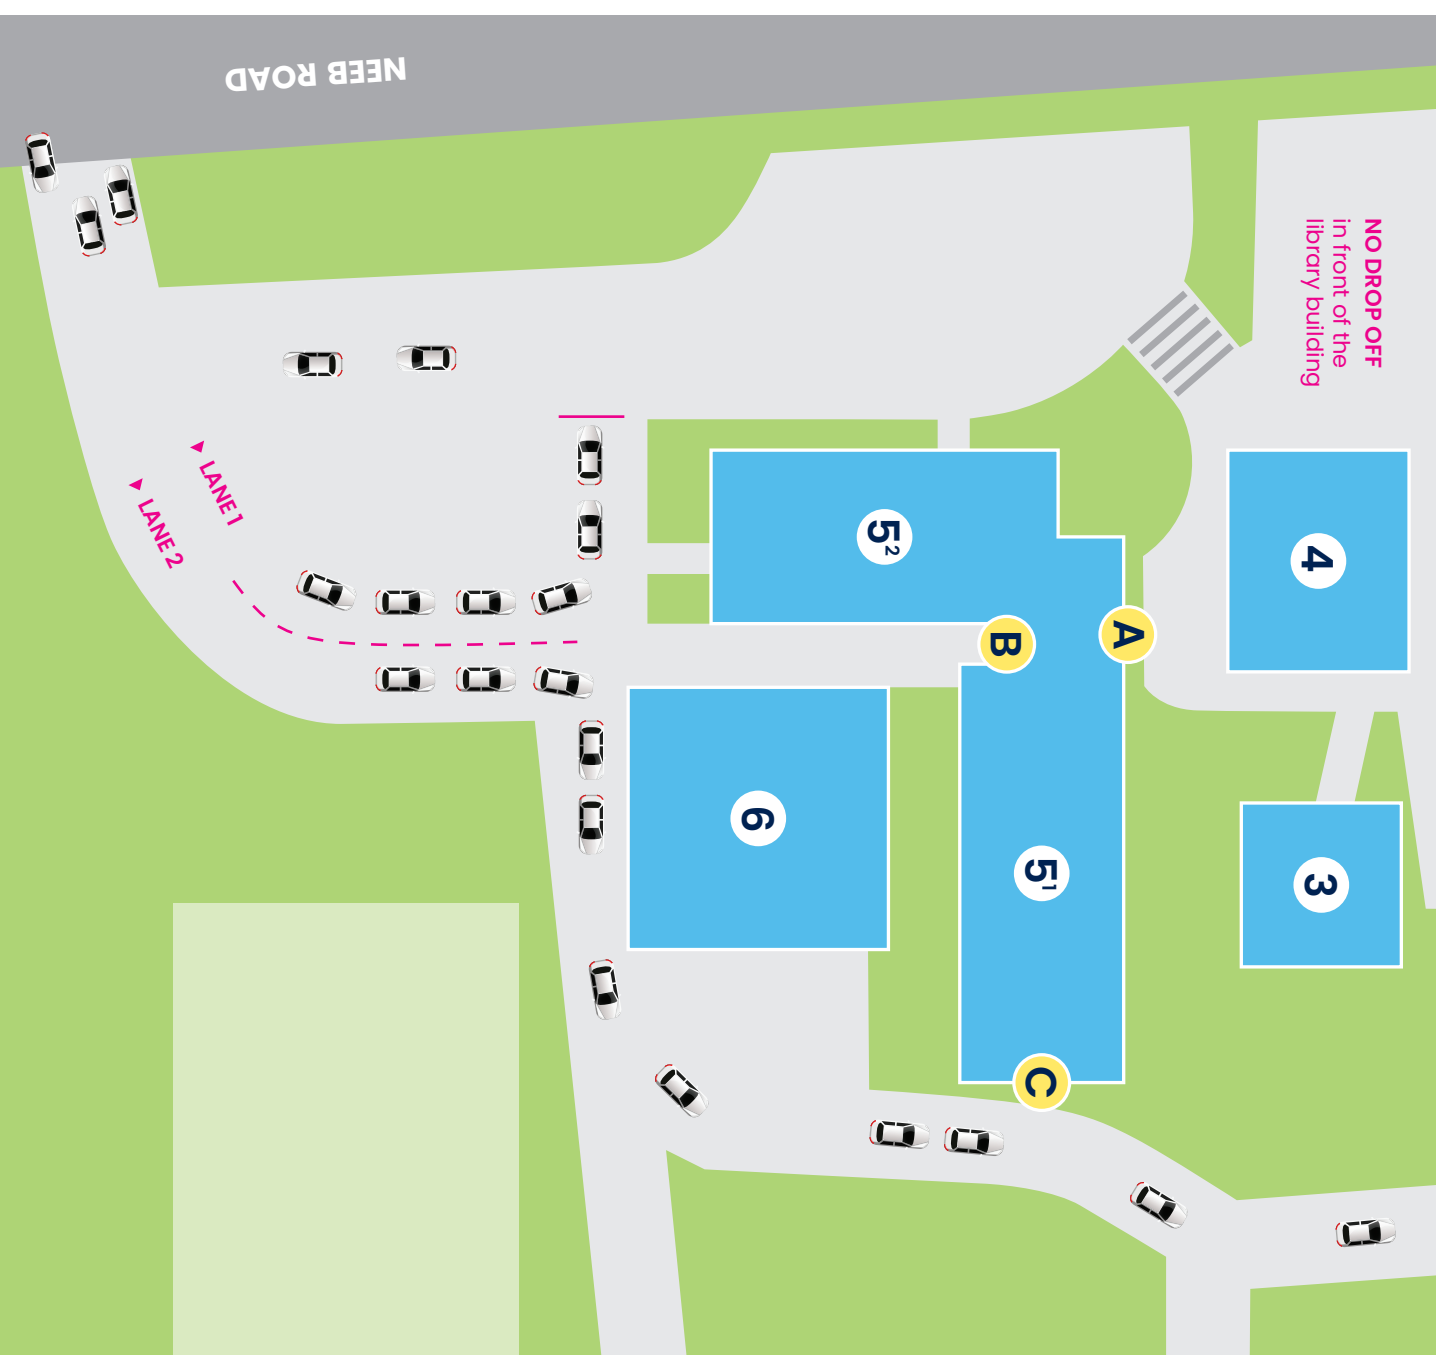 NEEB ROAD
NO DROP OFF
in front of the
library building
◀ LANE 1
◀ LANE 2
5²
4
A
B
6
5¹
3
C